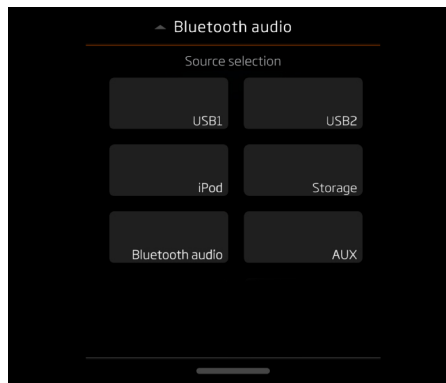 Bluetooth audio
Source selection
USB1
USB2
iPod
Storage
Bluetooth audio
AUX